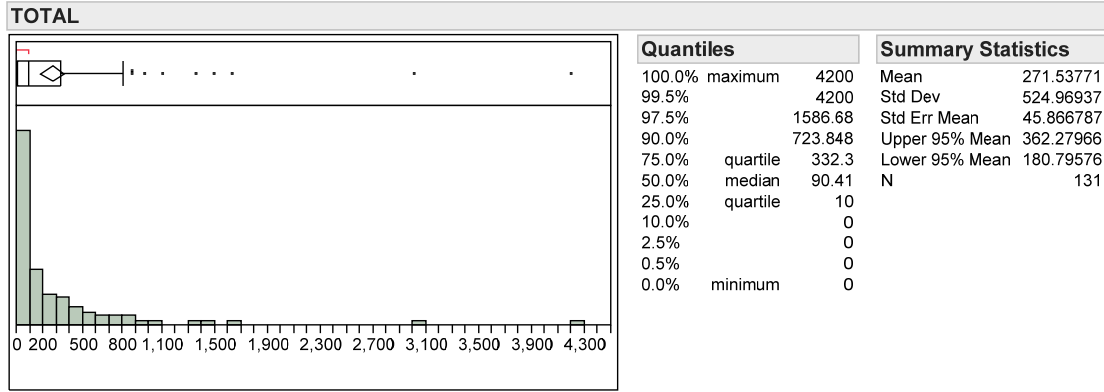 TOTAL
0 200 500 800 1,100 1,500 1,900 2,300 2,700 3,100 3,500 3,900 4,300
Quantiles
100.0% maximum 4200
99.5% 4200
97.5% 1586.68
90.0% 723.848
75.0% quartile 332.3
50.0% median 90.41
25.0% quartile 10
10.0% 0
2.5% 0
0.5% 0
0.0% minimum 0
Summary Statistics
Mean 271.53771
Std Dev 524.96937
Std Err Mean 45.866787
Upper 95% Mean 362.27966
Lower 95% Mean 180.79576
N 131